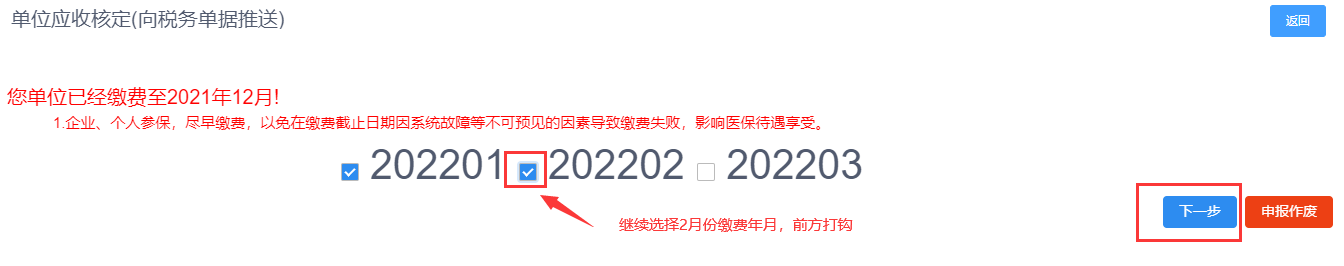 单位应收核定(向税务单据推送)
返回
您单位已经缴费至2021年12月!
1.企业、个人参保，尽早缴费，以免在缴费截止日期因系统故障等不可预见的因素导致缴费失败，影响医保待遇享受。
202201 202202 202203
下一步 申报作废
继续选择2月份缴费年月，前方打钩